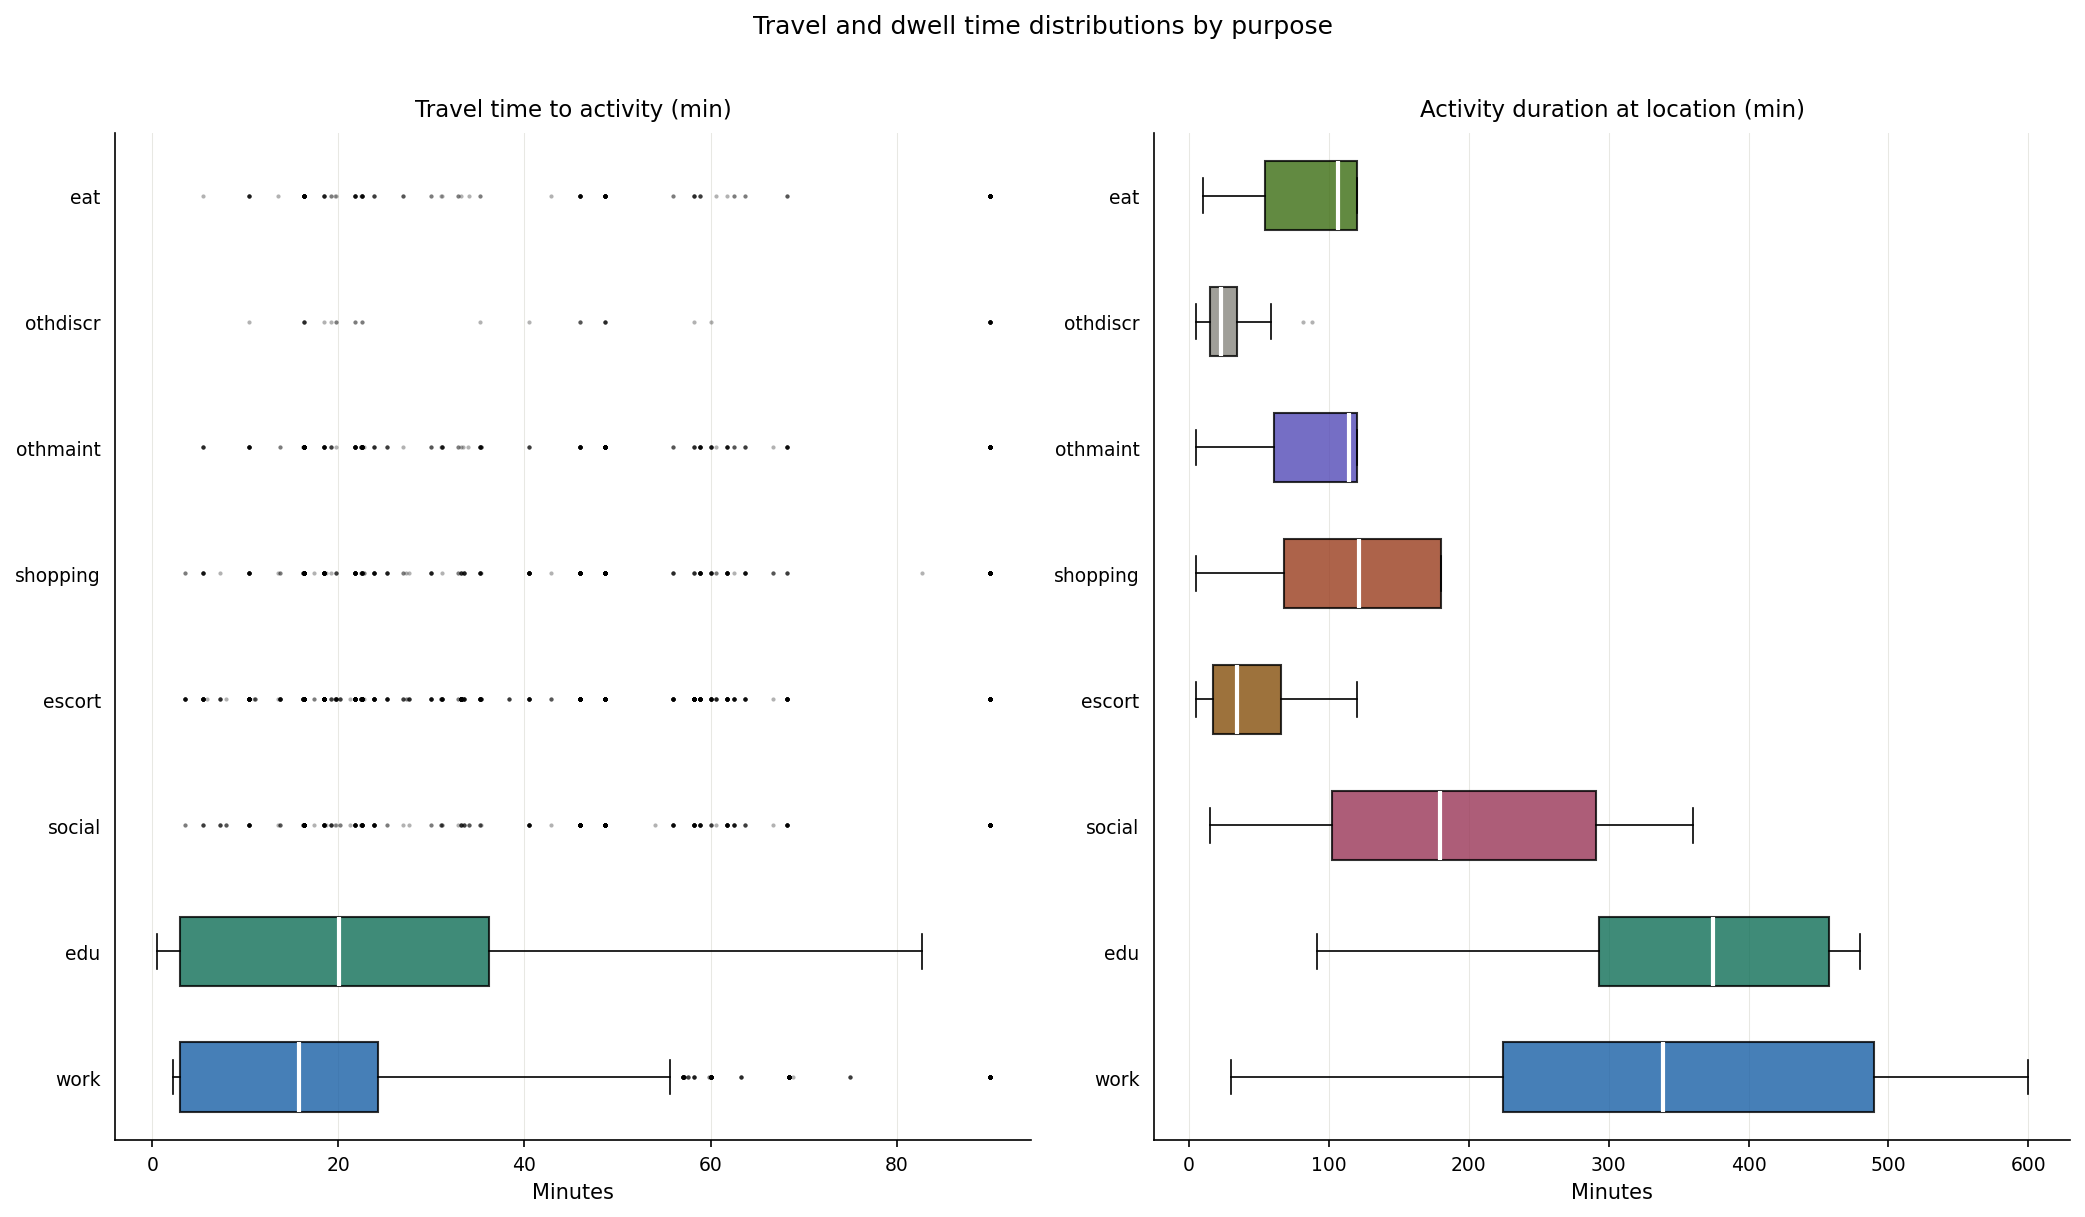 Travel and dwell time distributions by purpose
Travel time to activity (min)
eat
othdiscr
othmaint
shopping
escort
social
edu
work
0 20 40 60 80
Minutes
Activity duration at location (min)
eat
othdiscr
othmaint
shopping
escort
social
edu
work
0 100 200 300 400 500 600
Minutes